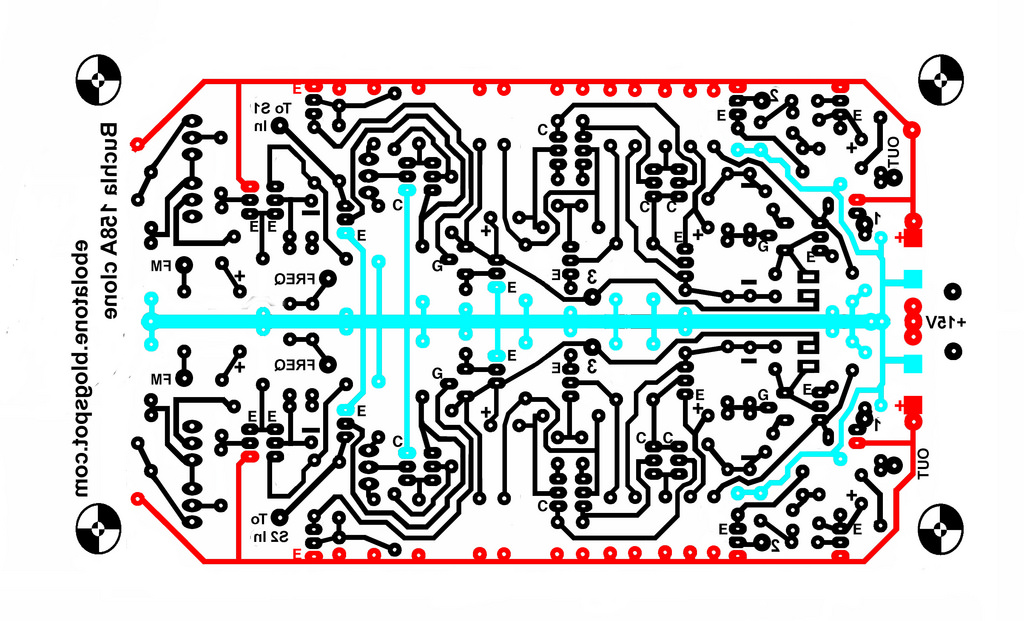 Buchla 158A clone
ebolatone.blogspot.com
E
To S1
In
C
C
E
2
E
E
+
OUT
E
E
C
C
C
E
+
+
G
1
+
FM
+
FREQ
G
E
E
E
3
+15V
FM
+
FREQ
G
E
3
E
E
C
+
E
+
G
E
1
+
OUT
E
E
C
C
C
To
S2 In
E
C
E
2
E
+